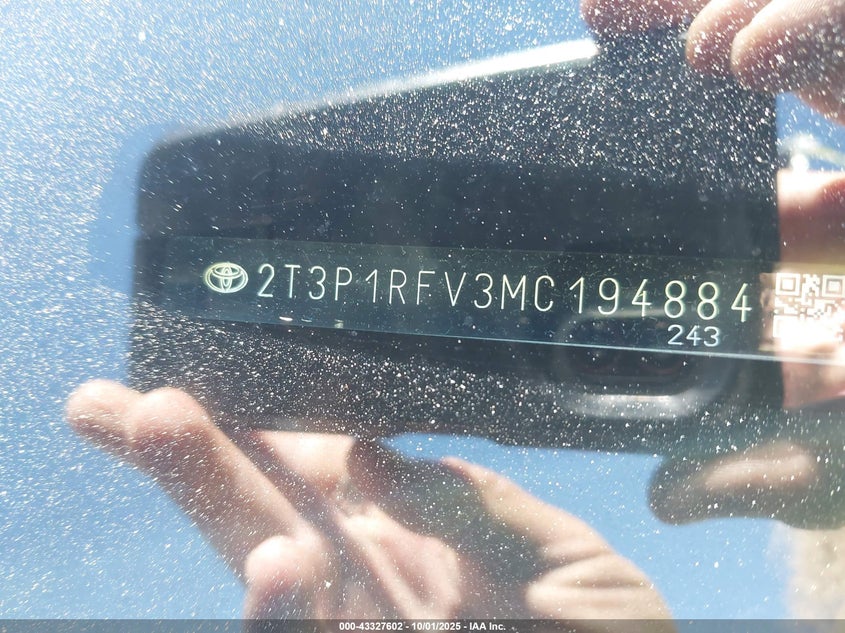 2T3P1RFV3MC194884
243
000-43327602 - 10/01/2025 - IAA Inc.